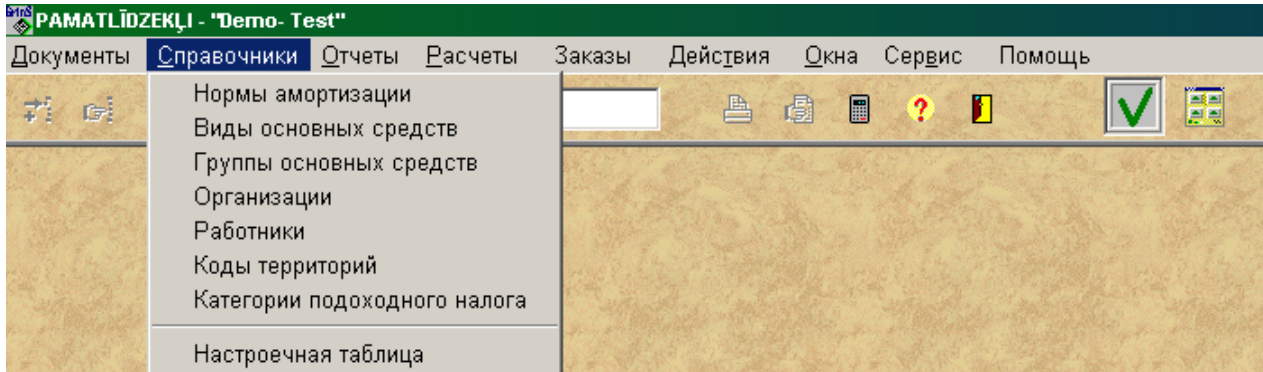 PAMATLĪDZEKĻI - "Demo- Test"
Документы Справочники Отчеты Расчеты Заказы Действия Окна Сервис Помощь
Нормы амортизации
Виды основных средств
Группы основных средств
Организации
Работники
Коды территорий
Категории подоходного налога
Настроечная таблица